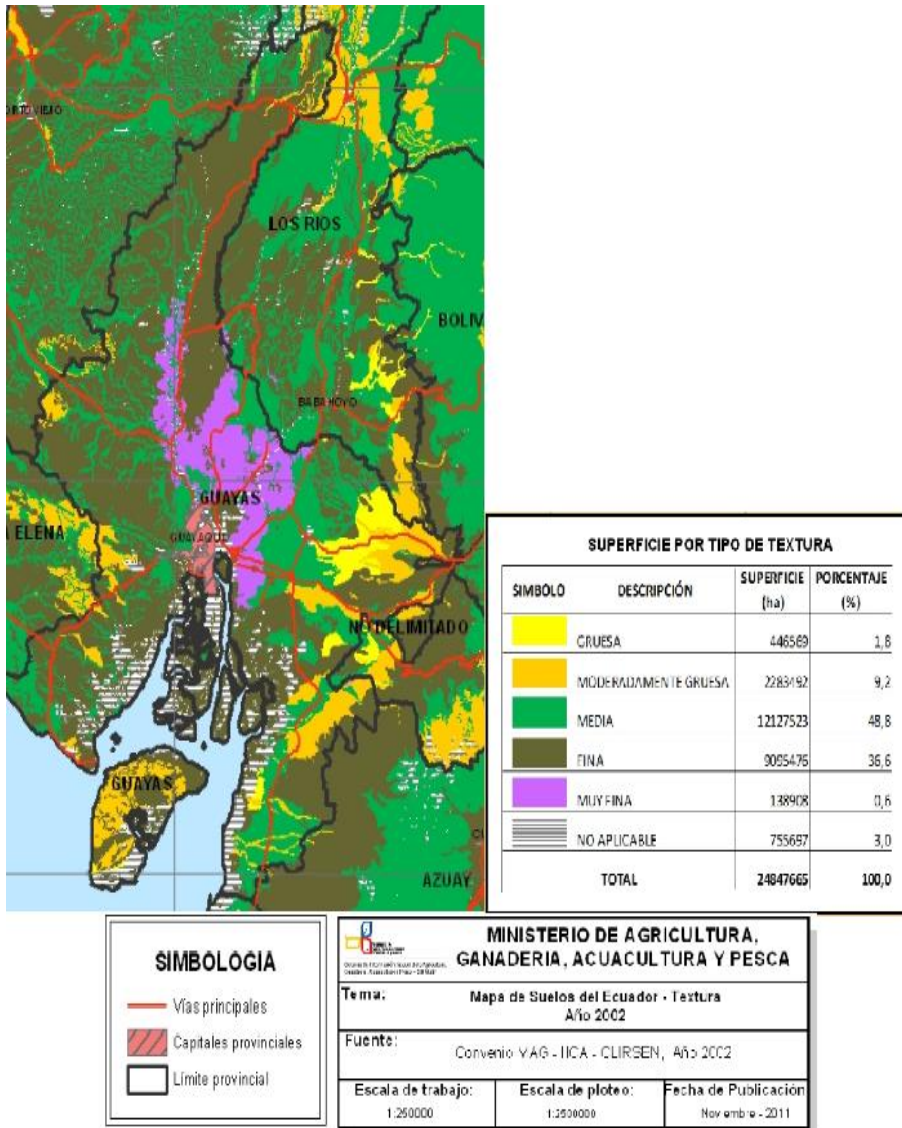 LOS RIOS
BOLIV
BABAHOYO
GUAYAS
GUAYAQUIL
A ELENA
NO DELIMITADO
GUAYAS
AZUAY
SUPERFICIE POR TIPO DE TEXTURA
SIMBOLO DESCRIPCIÓN SUPERFICIE (ha) PORCENTAJE (%)
GRUESA 446569 1,8
MODERADAMENTE GRUESA 2283492 9,2
MEDIA 12127523 48,8
FINA 9095476 36,6
MUY FINA 138908 0,6
NO APLICABLE 755697 3,0
TOTAL 24847665 100,0
SIMBOLOGIA
Vías principales
Capitales provinciales
Límite provincial
MINISTERIO DE AGRICULTURA,
GANADERIA, ACUACULTURA Y PESCA
Tema: Mapa de Suelos del Ecuador - Textura
Año 2002
Fuente:
Convenio MAG - IICA - CLIRSEN, Año 2002
Escala de trabajo: Escala de ploteo: Fecha de Publicación
1:250000 1:2500000 Noviembre - 2011